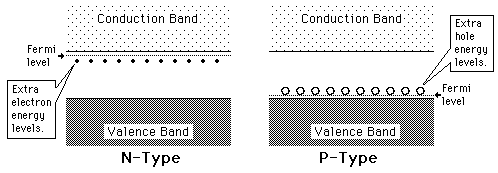 Conduction Band
Fermi
level
Extra
electron
energy
levels.
Valence Band
N-Type
Conduction Band
Extra
hole
energy
levels.
Fermi
level
Valence Band
P-Type